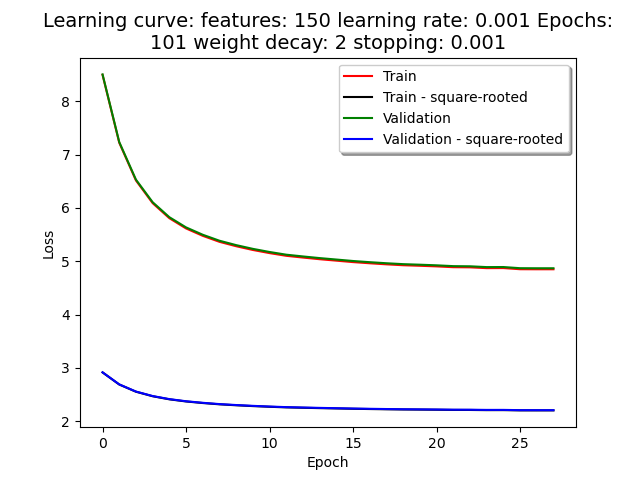 Learning curve: features: 150 learning rate: 0.001 Epochs:
101 weight decay: 2 stopping: 0.001
Train
Train - square-rooted
Validation
Validation - square-rooted
Loss
8
7
6
5
4
3
2
0 5 10 15 20 25
Epoch